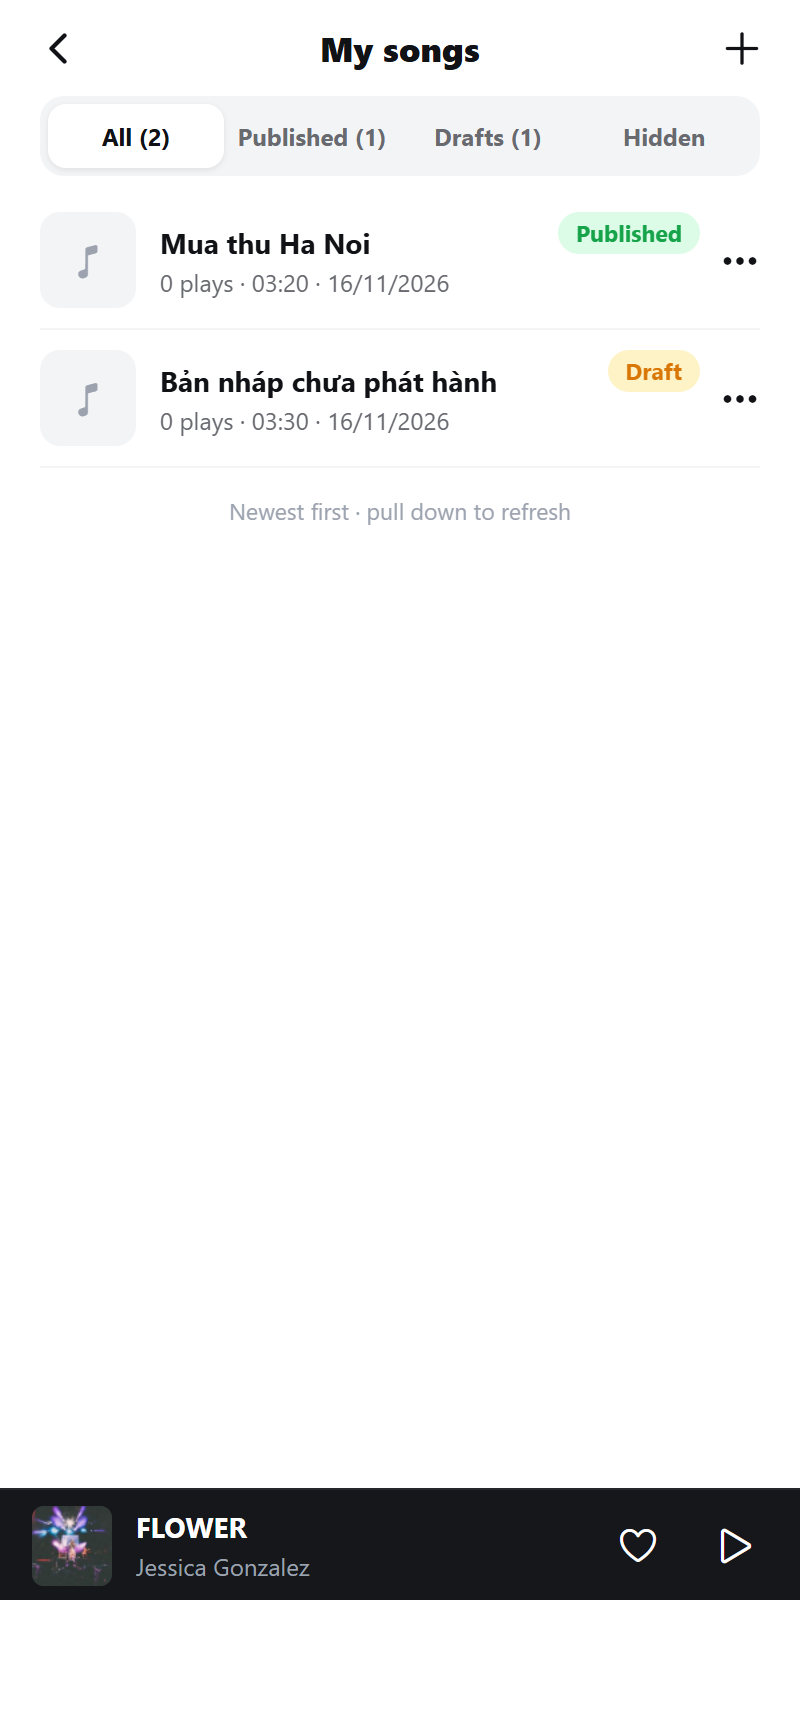 My songs
All (2) Published (1) Drafts (1) Hidden
Mua thu Ha Noi Published
0 plays · 03:20 · 16/11/2026
Bản nháp chưa phát hành Draft
0 plays · 03:30 · 16/11/2026
Newest first · pull down to refresh
FLOWER
Jessica Gonzalez